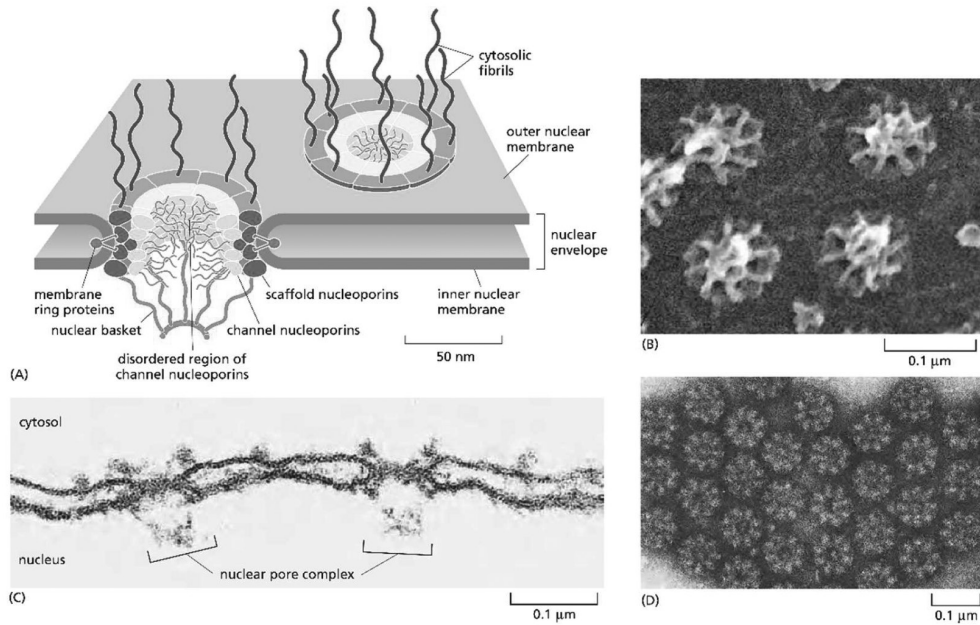 cytosolic
fibrils
outer nuclear
membrane
nuclear
envelope
membrane
ring proteins
scaffold nucleoporins
inner nuclear
membrane
nuclear basket
channel nucleoporins
disordered region of
channel nucleoporins
50 nm
(A)
(B)
0.1 µm
cytosol
nucleus
nuclear pore complex
(C)
0.1 µm
(D)
0.1 µm